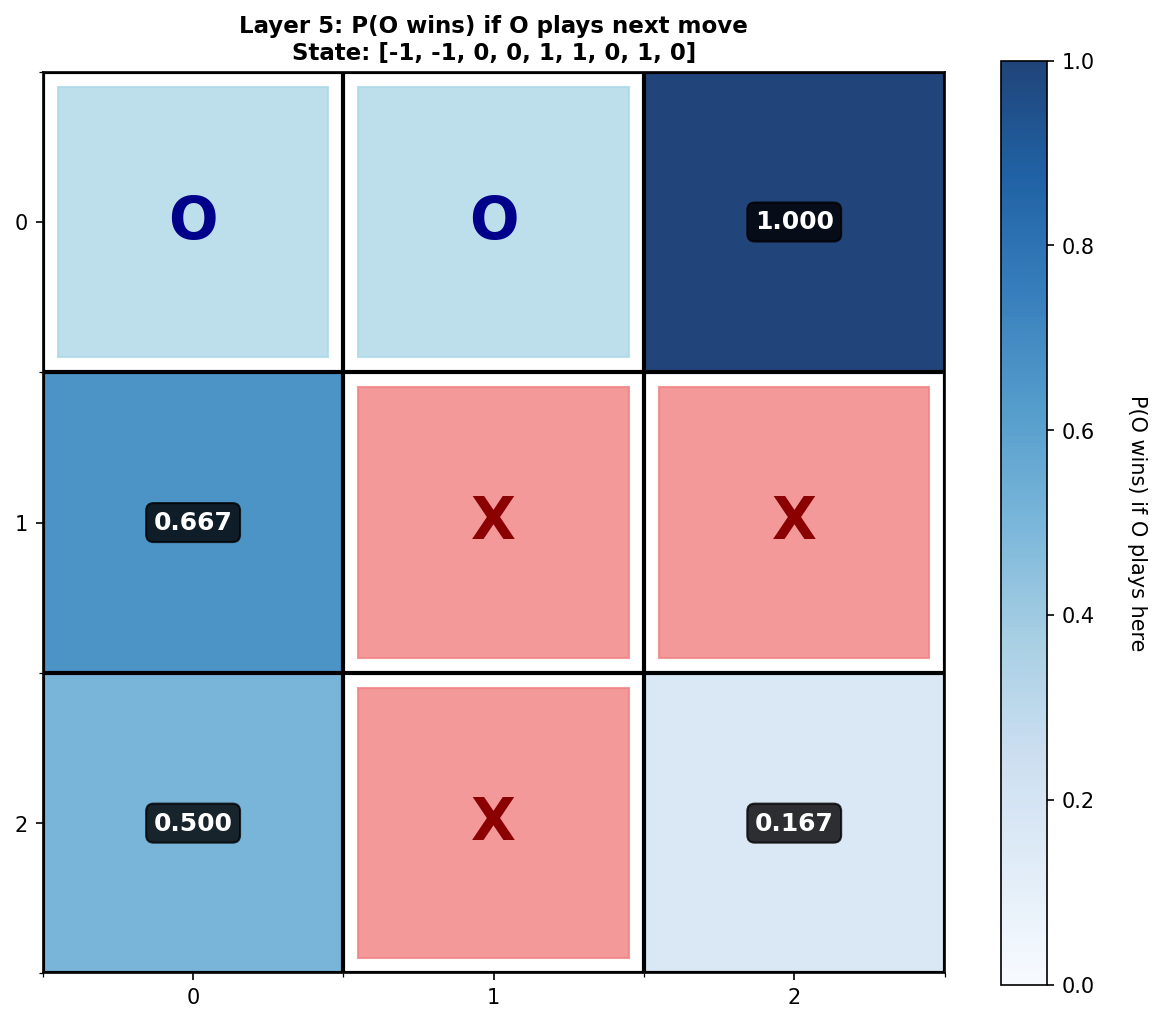 Layer 5: P(O wins) if O plays next move
State: [-1, -1, 0, 0, 1, 1, 0, 1, 0]
O
O
1.000
0.667
X
X
0.500
X
0.167
0
1
2
0
1
2
1.0
0.8
0.6
0.4
0.2
0.0
P(O wins) if O plays here